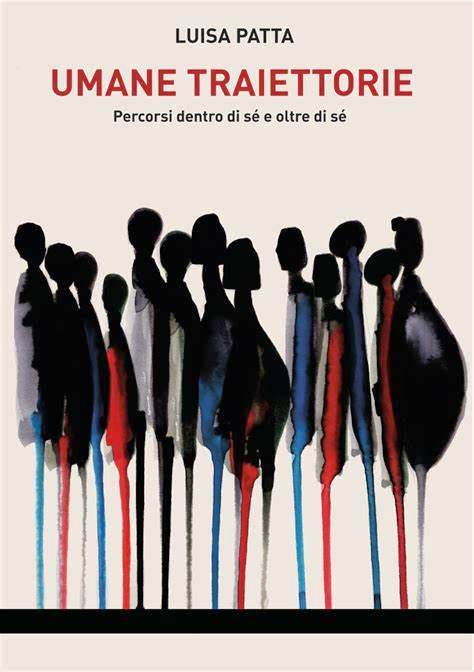 LUISA PATTA
UMANE TRAIETTORIE
Percorsi dentro di sé e oltre di sé